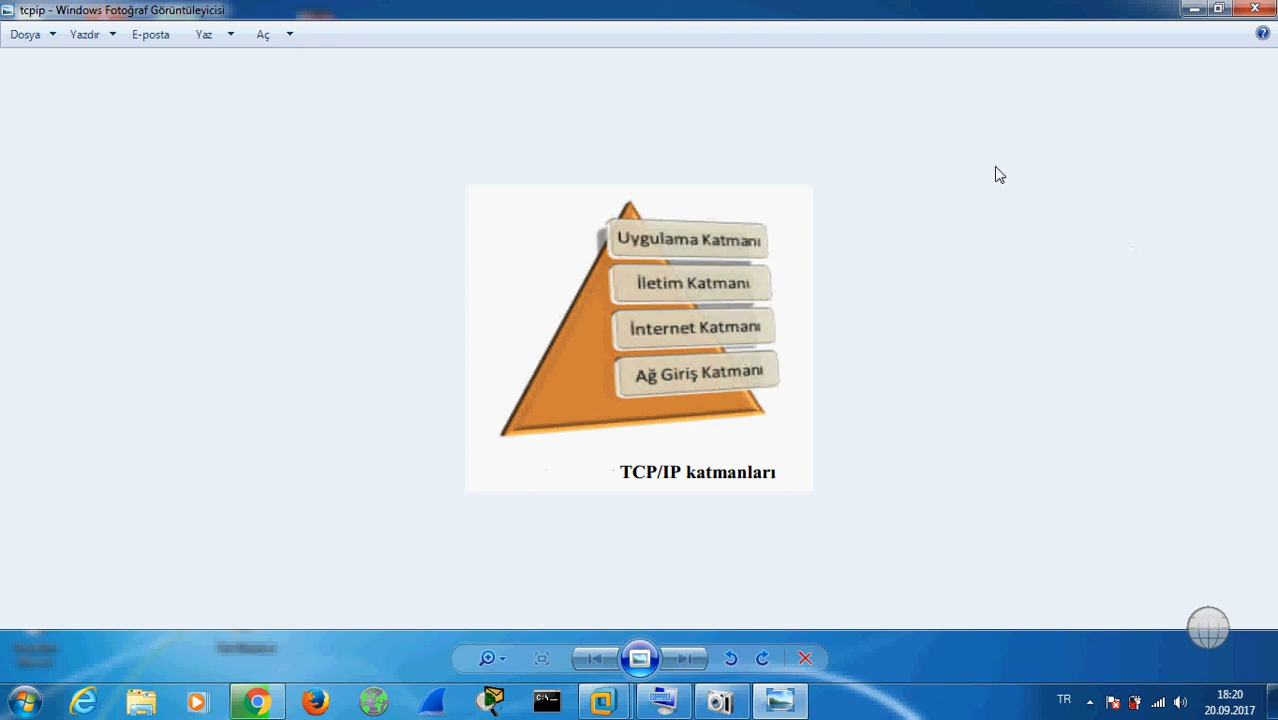 tcpip - Windows Fotoğraf Görüntüleyicisi
Dosya Yazdır E-posta Yaz Aç
Uygulama Katmanı
İletim Katmanı
İnternet Katmanı
Ağ Giriş Katmanı
TCP/IP katmanları
TR
18:20
20.09.2017